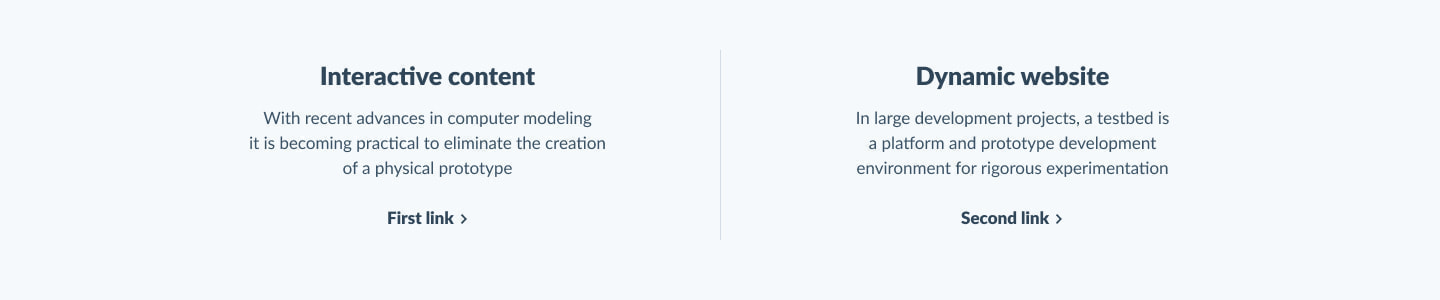 Interactive content
With recent advances in computer modeling
it is becoming practical to eliminate the creation
of a physical prototype
First link
Dynamic website
In large development projects, a testbed is
a platform and prototype development
environment for rigorous experimentation
Second link